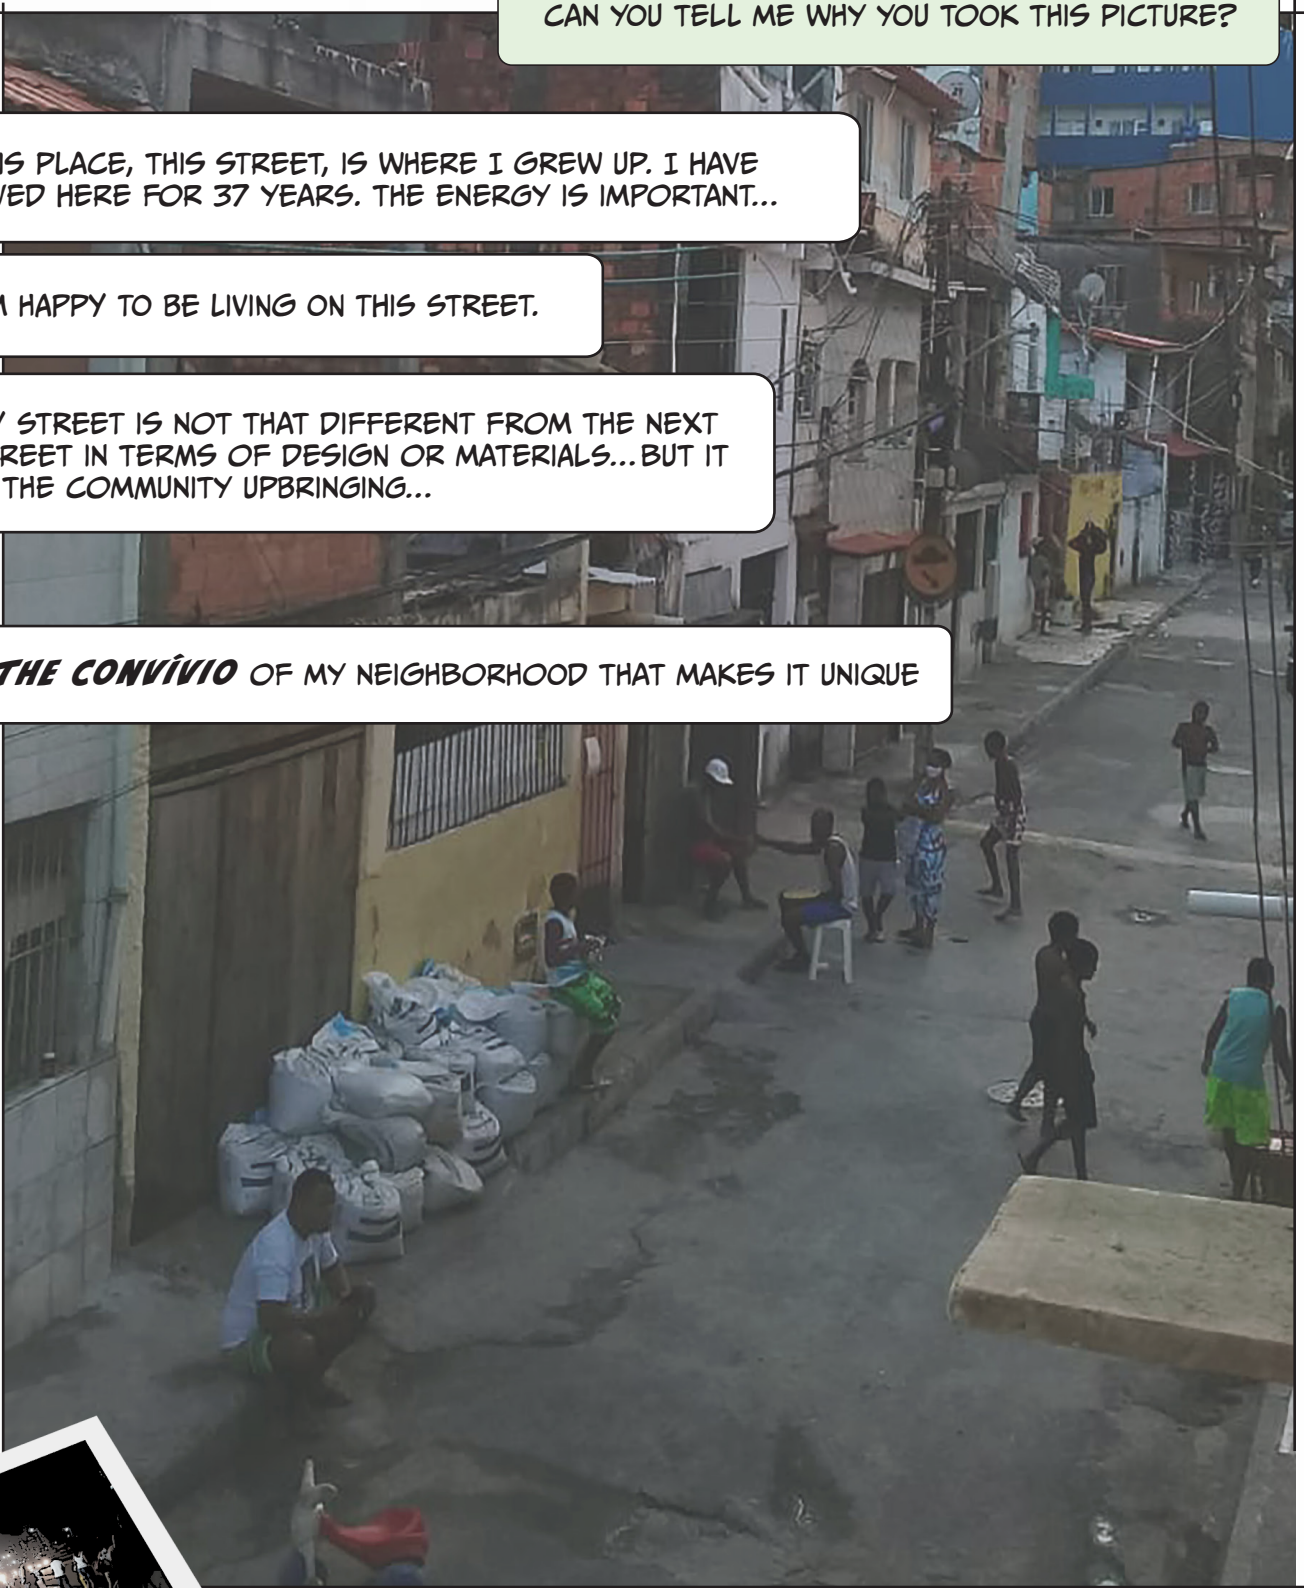 CAN YOU TELL ME WHY YOU TOOK THIS PICTURE?
IS PLACE, THIS STREET, IS WHERE I GREW UP. I HAVE
VED HERE FOR 37 YEARS. THE ENERGY IS IMPORTANT...
M HAPPY TO BE LIVING ON THIS STREET.
Y STREET IS NOT THAT DIFFERENT FROM THE NEXT
REET IN TERMS OF DESIGN OR MATERIALS...BUT IT
THE COMMUNITY UPBRINGING...
THE CONVÍVIO OF MY NEIGHBORHOOD THAT MAKES IT UNIQUE